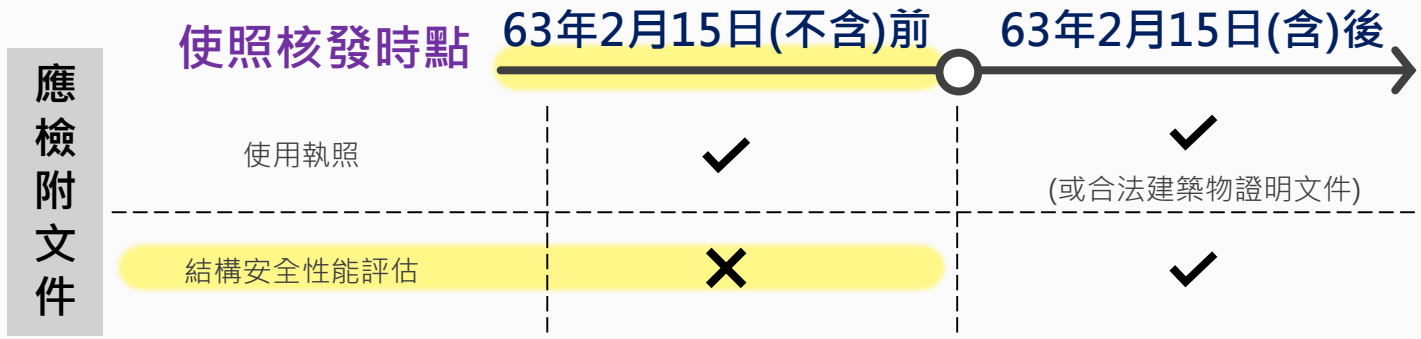 使照核發時點
63年2月15日(不含)前
63年2月15日(含)後
應檢附文件
使用執照
(或合法建築物證明文件)
結構安全性能評估